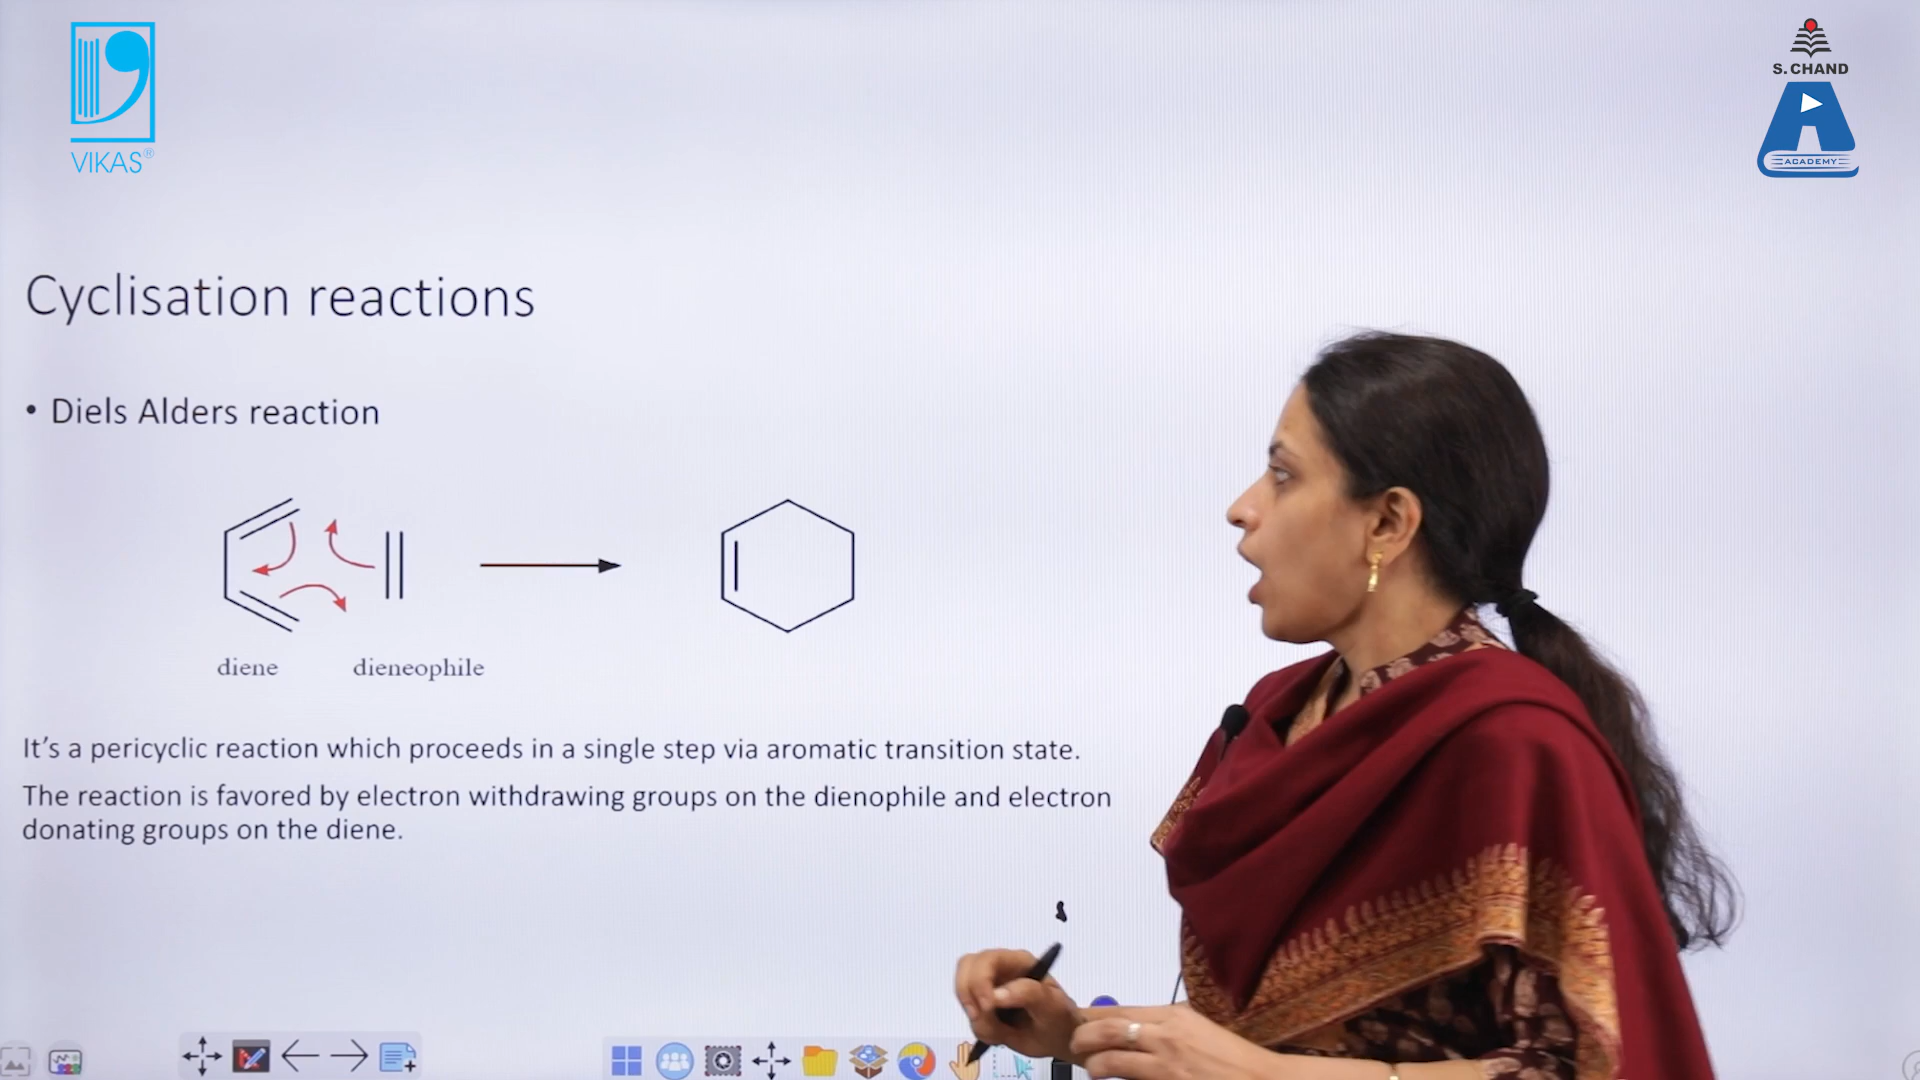 VIKAS®
S. CHAND
ACADEMY
Cyclisation reactions
• Diels Alders reaction
diene dieneophile
It's a pericyclic reaction which proceeds in a single step via aromatic transition state.
The reaction is favored by electron withdrawing groups on the dienophile and electron
donating groups on the diene.